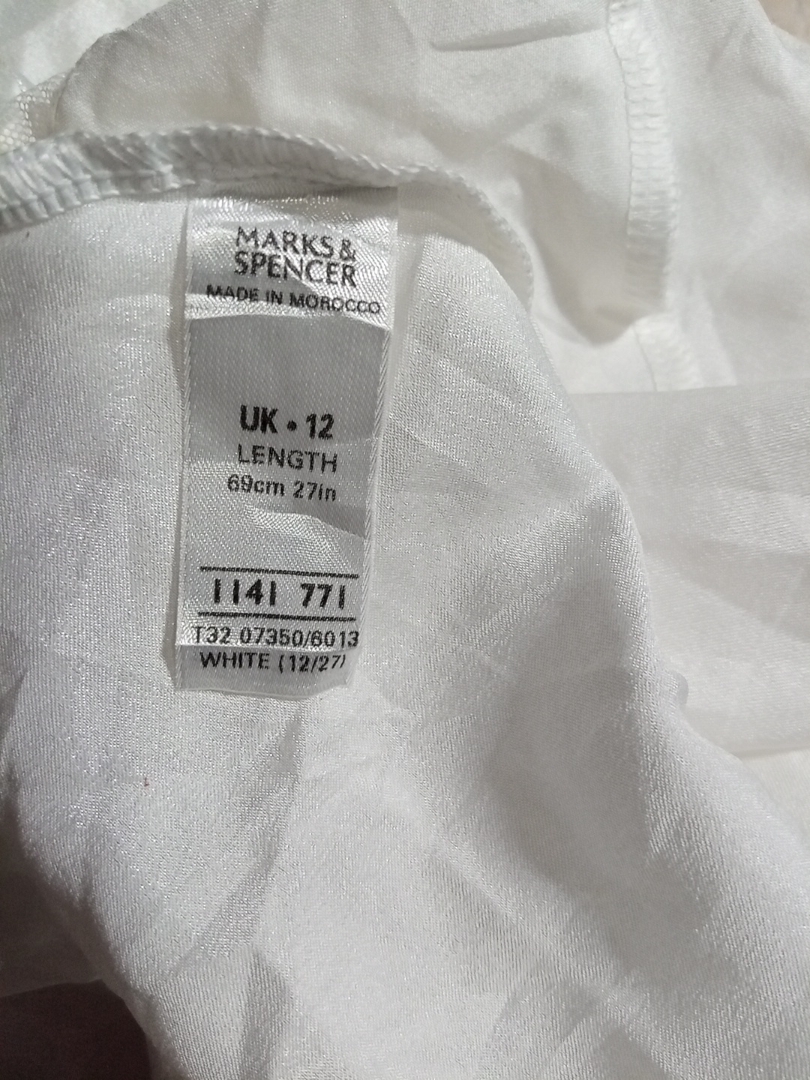 MARKS &
SPENCER
MADE IN MOROCCO
UK • 12
LENGTH
69cm 27in
1141 771
T32 07350/6013
WHITE (12/27)